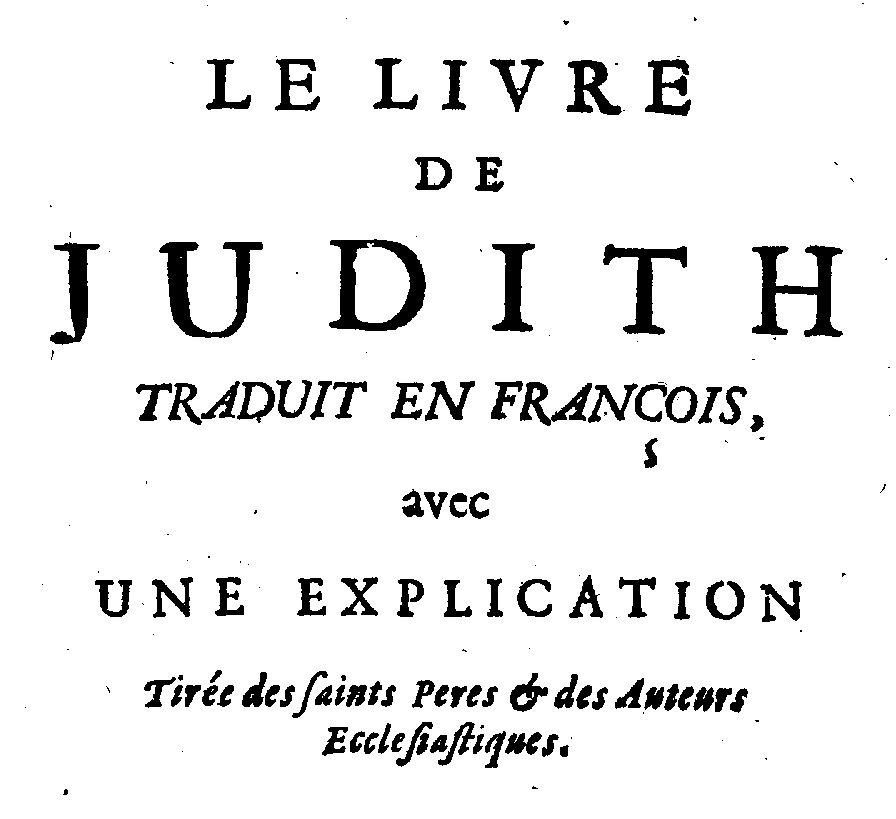 LE LIVRE
DE
JUDITH
TRADUIT EN FRANÇOIS,
avec
UNE EXPLICATION
Tirée des ſaints Peres & des Auteurs
Eccleſiaſtiques.